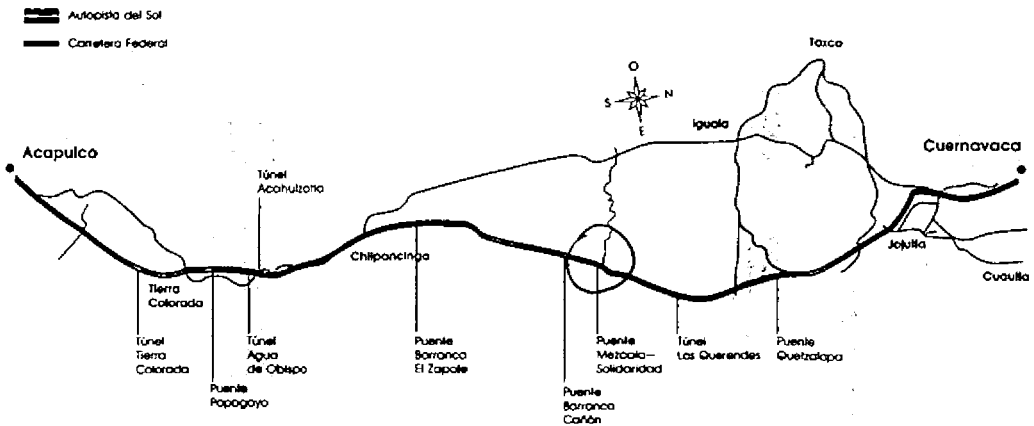 Autopista del Sol
Carretera Federal
Taxco
O
S
N
E
Iguala
Acapulco
Cuernavaca
Túnel
Acahuizotla
Chilpancingo
Jojutla
Tierra
Colorada
Cuautla
Túnel
Tierra
Colorada
Túnel
Agua
de Obispo
Puente
Barranca
El Zapote
Puente
Mezcala–
Solidaridad
Túnel
Los Querendes
Puente
Quetzalapa
Puente
Papagayo
Puente
Barranca
Cañón